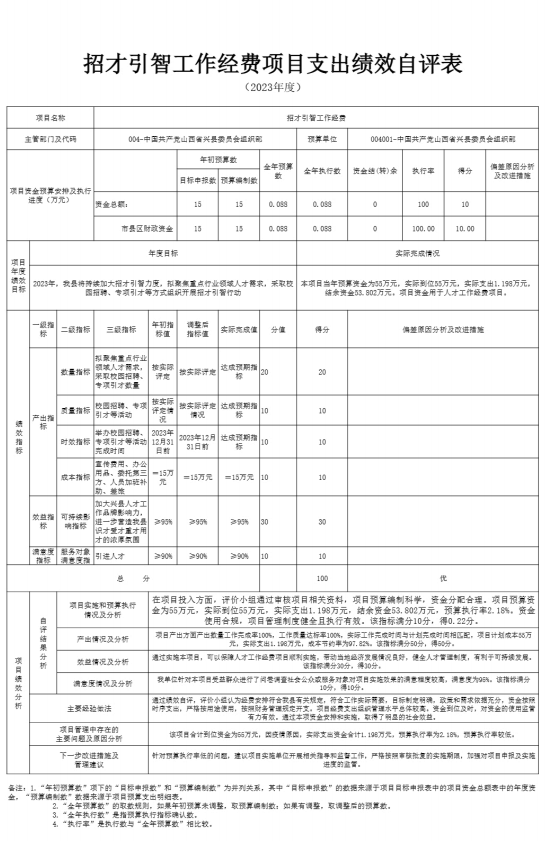 招才引智工作经费项目支出绩效自评表
（2023年度）
项目名称 招才引智工作经费
主管部门及代码 004-中国共产党山西省兴县委员会组织部 预算单位 004001-中国共产党山西省兴县委员会组织部
项目资金预算安排及执行进度（万元） 年初预算数 全年预算数 全年执行数 资金结(转)余 执行率 得分 偏差原因分析及改进措施
目标申报数 预算编制数
资金总额： 15 15 0.088 0.088 0 100 10
市县区财政资金 15 15 0.088 0.088 0 100.00 10.00
项目年度绩效目标 年度目标 实际完成情况
2023年，我县将持续加大招才引智力度，拟聚焦重点行业领域人才需求，采取校园招聘、专项引才等方式组织开展招才引智行动
本项目当年预算资金为55万元，实际到位55万元，实际支出1.198万元，结余资金53.802万元。项目资金用于人才工作经费项目。
绩效指标 一级指标 二级指标 三级指标 年初指标值 调整后指标值 实际完成值 分值 得分 偏差原因分析及改进措施
产出指标 数量指标 拟聚焦重点行业领域人才需求，采取校园招聘、专项引才数量 按实际评定 按实际评定 达成预期指标 20 20
质量指标 校园招聘、专项引才等活动 按实际评定情况 按实际评定情况 达成预期指标 10 10
时效指标 举办校园招聘、专项引才等活动完成时间 2023年12月31日前 2023年12月31日前 达成预期指标 10 10
成本指标 宣传费用、办公用品、委托第三方、人员加班补助、差旅 ＝15万元 ＝15万元 ＝15万元 10 10
效益指标 可持续影响指标 加大兴县人才工作品牌影响力，进一步营造我县识才爱才重才用才的浓厚氛围 ≥95% ≥95% ≥95% 30 30
满意度指标 服务对象满意度指 引进人才 ≥90% ≥90% ≥90% 10 10
总 分 100 优
项目绩效分析 自评结果分析 项目实施和预算执行情况及分析 在项目投入方面，评价小组通过审核项目相关资料，项目预算编制科学，资金分配合理。项目预算资金为55万元，实际到位55万元，实际支出1.198万元，结余资金53.802万元，预算执行率2.18%。资金使用合规，项目管理制度健全且执行有效。该指标满分10分，得0.22分。
产出情况及分析 项目产出方面产出数量工作完成率100%，工作质量达标率100%，实际工作完成时间与计划完成时间相匹配，项目计划成本55万元，实际支出1.198万元，成本节约率为97.82%。该指标满分50分，得50分。
效益情况及分析 通过实施本项目，可以保障人才工作经费项目顺利实施，带动当地经济发展情况良好，健全人才管理制度，有利于可持续发展。该指标满分30分，得30分。
满意度情况及分析 我单位针对本项目受益群众进行了问卷调查社会公众或服务对象对项目实施效果的满意度程度较高，满意度为95%。该指标满分10分，得10分。
主要经验做法 通过绩效自评，评价小组认为经费安排符合我县有关规定，符合工作实际需要，目标制定明确，政策和需求依据充分，资金按照时序支出，严格按用途使用，按照财务管理规定开支。项目经费支出组织管理水平总体较高，资金到位及时，对资金的使用监管有力有效。通过本项资金安排和实施，取得了明显的社会效益。
项目管理中存在的主要问题及原因分析 该项目合计到位资金为55万元，因疫情原因，实际支出资金合计1.198万元，预算执行率为2.18%，预算执行率较低。
下一步改进措施及管理建议 针对预算执行率低的问题，建议项目实施单位开展相关指导和监督工作，严格按照审核批复的实施期限，加强对项目申报及实施进度的监管。
备注：1.“年初预算数”项下的“目标申报数”和“预算编制数”为并列关系，其中“目标申报数”的数据来源于项目目标申报表中的项目资金总额表中的年度资金，“预算编制数”数据来源于项目预算支出明细表。
2.“全年预算数”的取数规则，如果年初预算未调整，取预算编制数；如果有调整，取调整后的预算数。
3.“全年执行数”是指预算执行指标确认数。
4.“执行率”是执行数与“全年预算数”相比较。